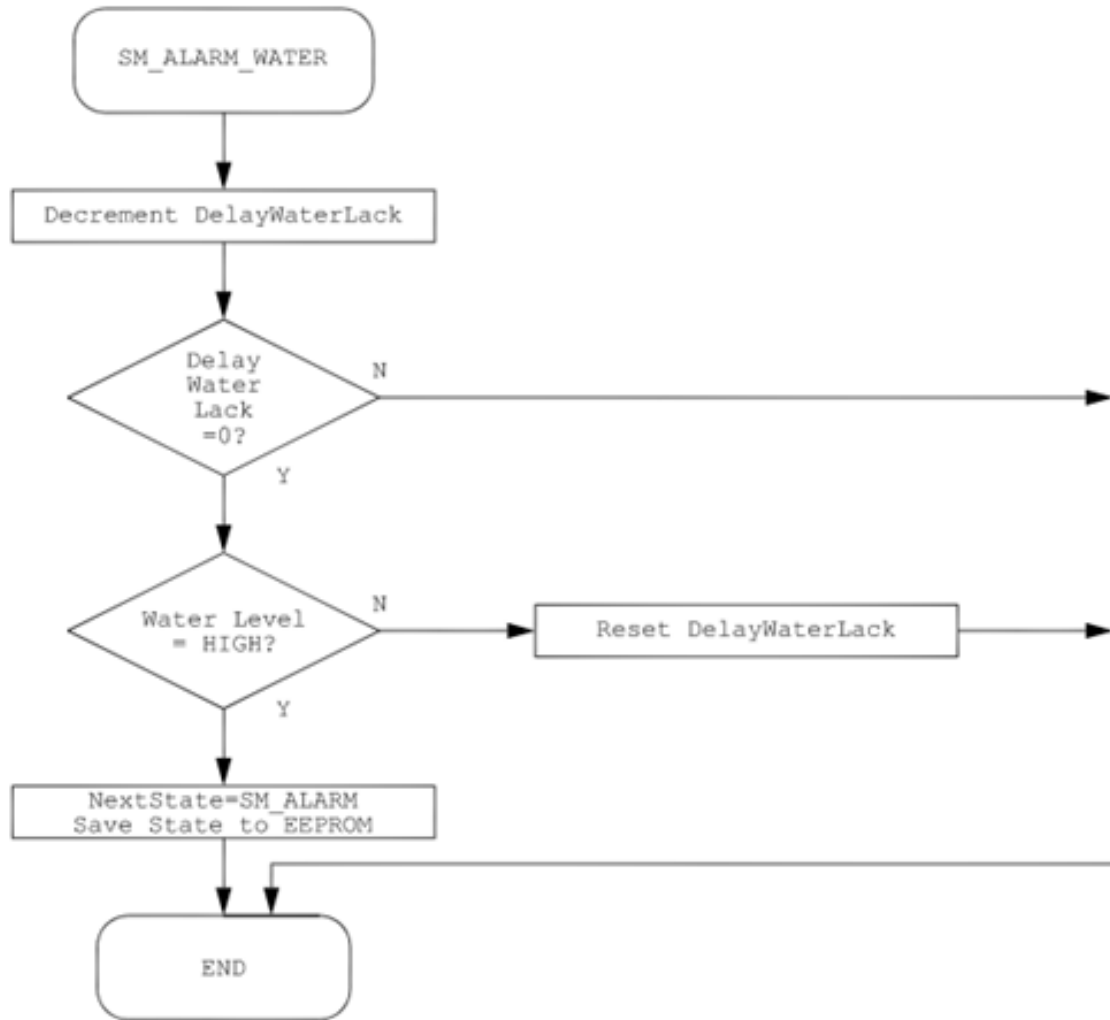 SM_ALARM_WATER
Decrement DelayWaterLack
Delay
Water
Lack
=0?
N
Y
Water Level
= HIGH?
N
Reset DelayWaterLack
Y
NextState=SM_ALARM
Save State to EEPROM
END